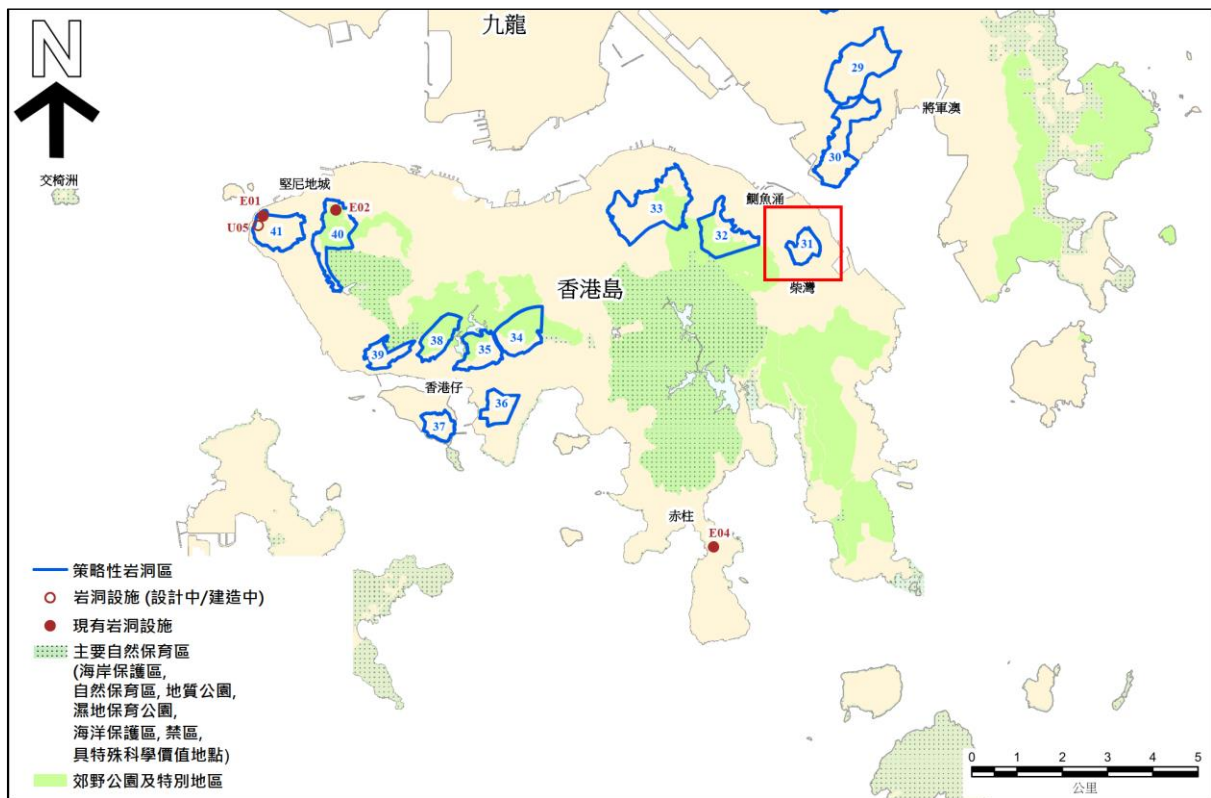 N
九龍
29
將軍澳
30
交椅洲
堅尼地城
E01
E02
U05
41
40
33
鰂魚涌
32
31
柴灣
香港島
34
35
38
39
香港仔
36
37
赤柱
E04
策略性岩洞區
岩洞設施 (設計中/建造中)
現有岩洞設施
主要自然保育區
(海岸保護區,
自然保育區, 地質公園,
濕地保育公園,
海洋保護區, 禁區,
具特殊科學價值地點)
郊野公園及特別地區
0 1 2 3 4 5
公里